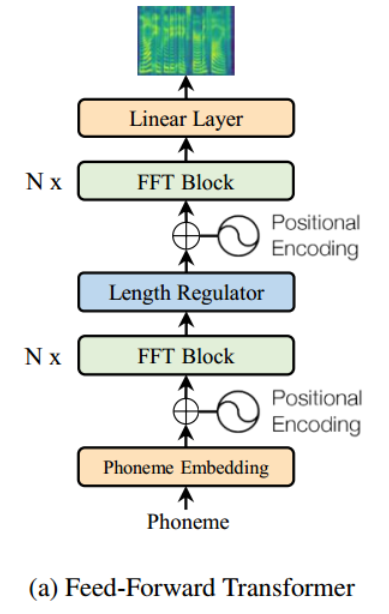 Linear Layer
N x
FFT Block
Positional
Encoding
Length Regulator
N x
FFT Block
Positional
Encoding
Phoneme Embedding
Phoneme
(a) Feed-Forward Transformer